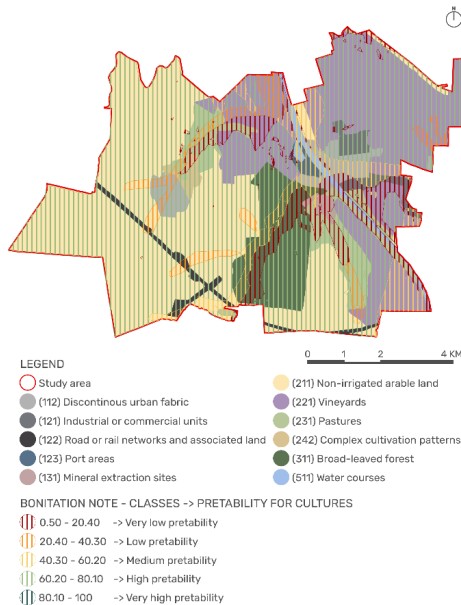 N
0 1 2 4 KM
LEGEND
Study area
(112) Discontinous urban fabric
(121) Industrial or commercial units
(122) Road or rail networks and associated land
(123) Port areas
(131) Mineral extraction sites
(211) Non-irrigated arable land
(221) Vineyards
(231) Pastures
(242) Complex cultivation patterns
(311) Broad-leaved forest
(511) Water courses
BONITATION NOTE - CLASSES -> PRETABILITY FOR CULTURES
0.50 - 20.40 -> Very low pretability
20.40 - 40.30 -> Low pretability
40.30 - 60.20 -> Medium pretability
60.20 - 80.10 -> High pretability
80.10 - 100 -> Very high pretability